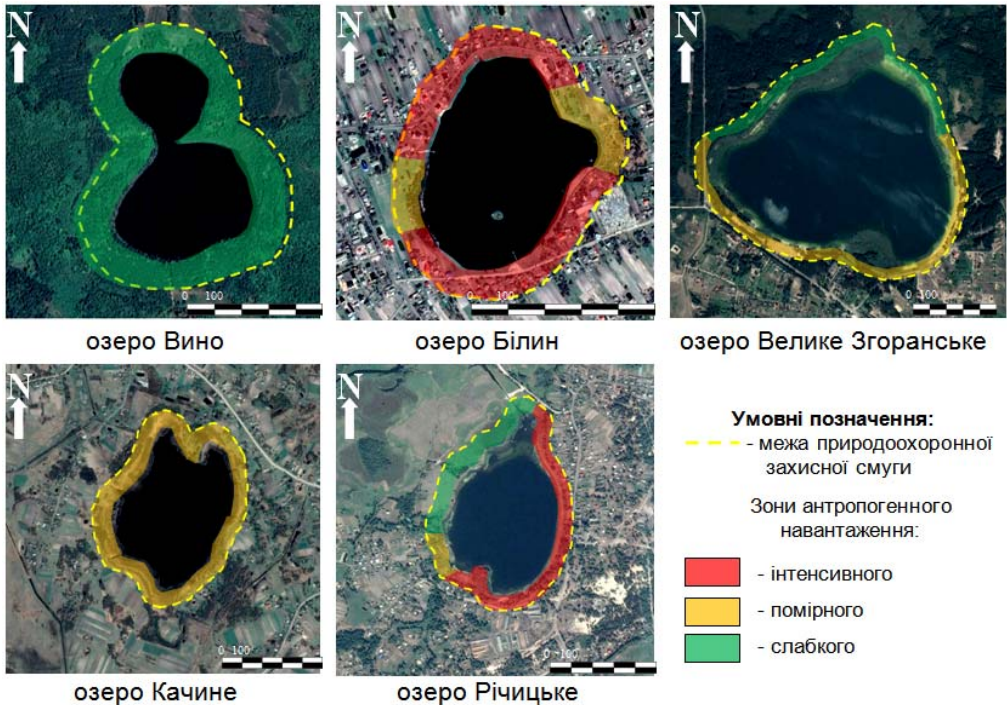 N
N
N
0 100
0 100
0 100
озеро Вино
озеро Білин
озеро Велике Згоранське
N
N
0 100
0 100
Умовні позначення:
- межа природоохоронної
захисної смуги
Зони антропогенного
навантаження:
- інтенсивного
- помірного
- слабкого
озеро Качине
озеро Річицьке